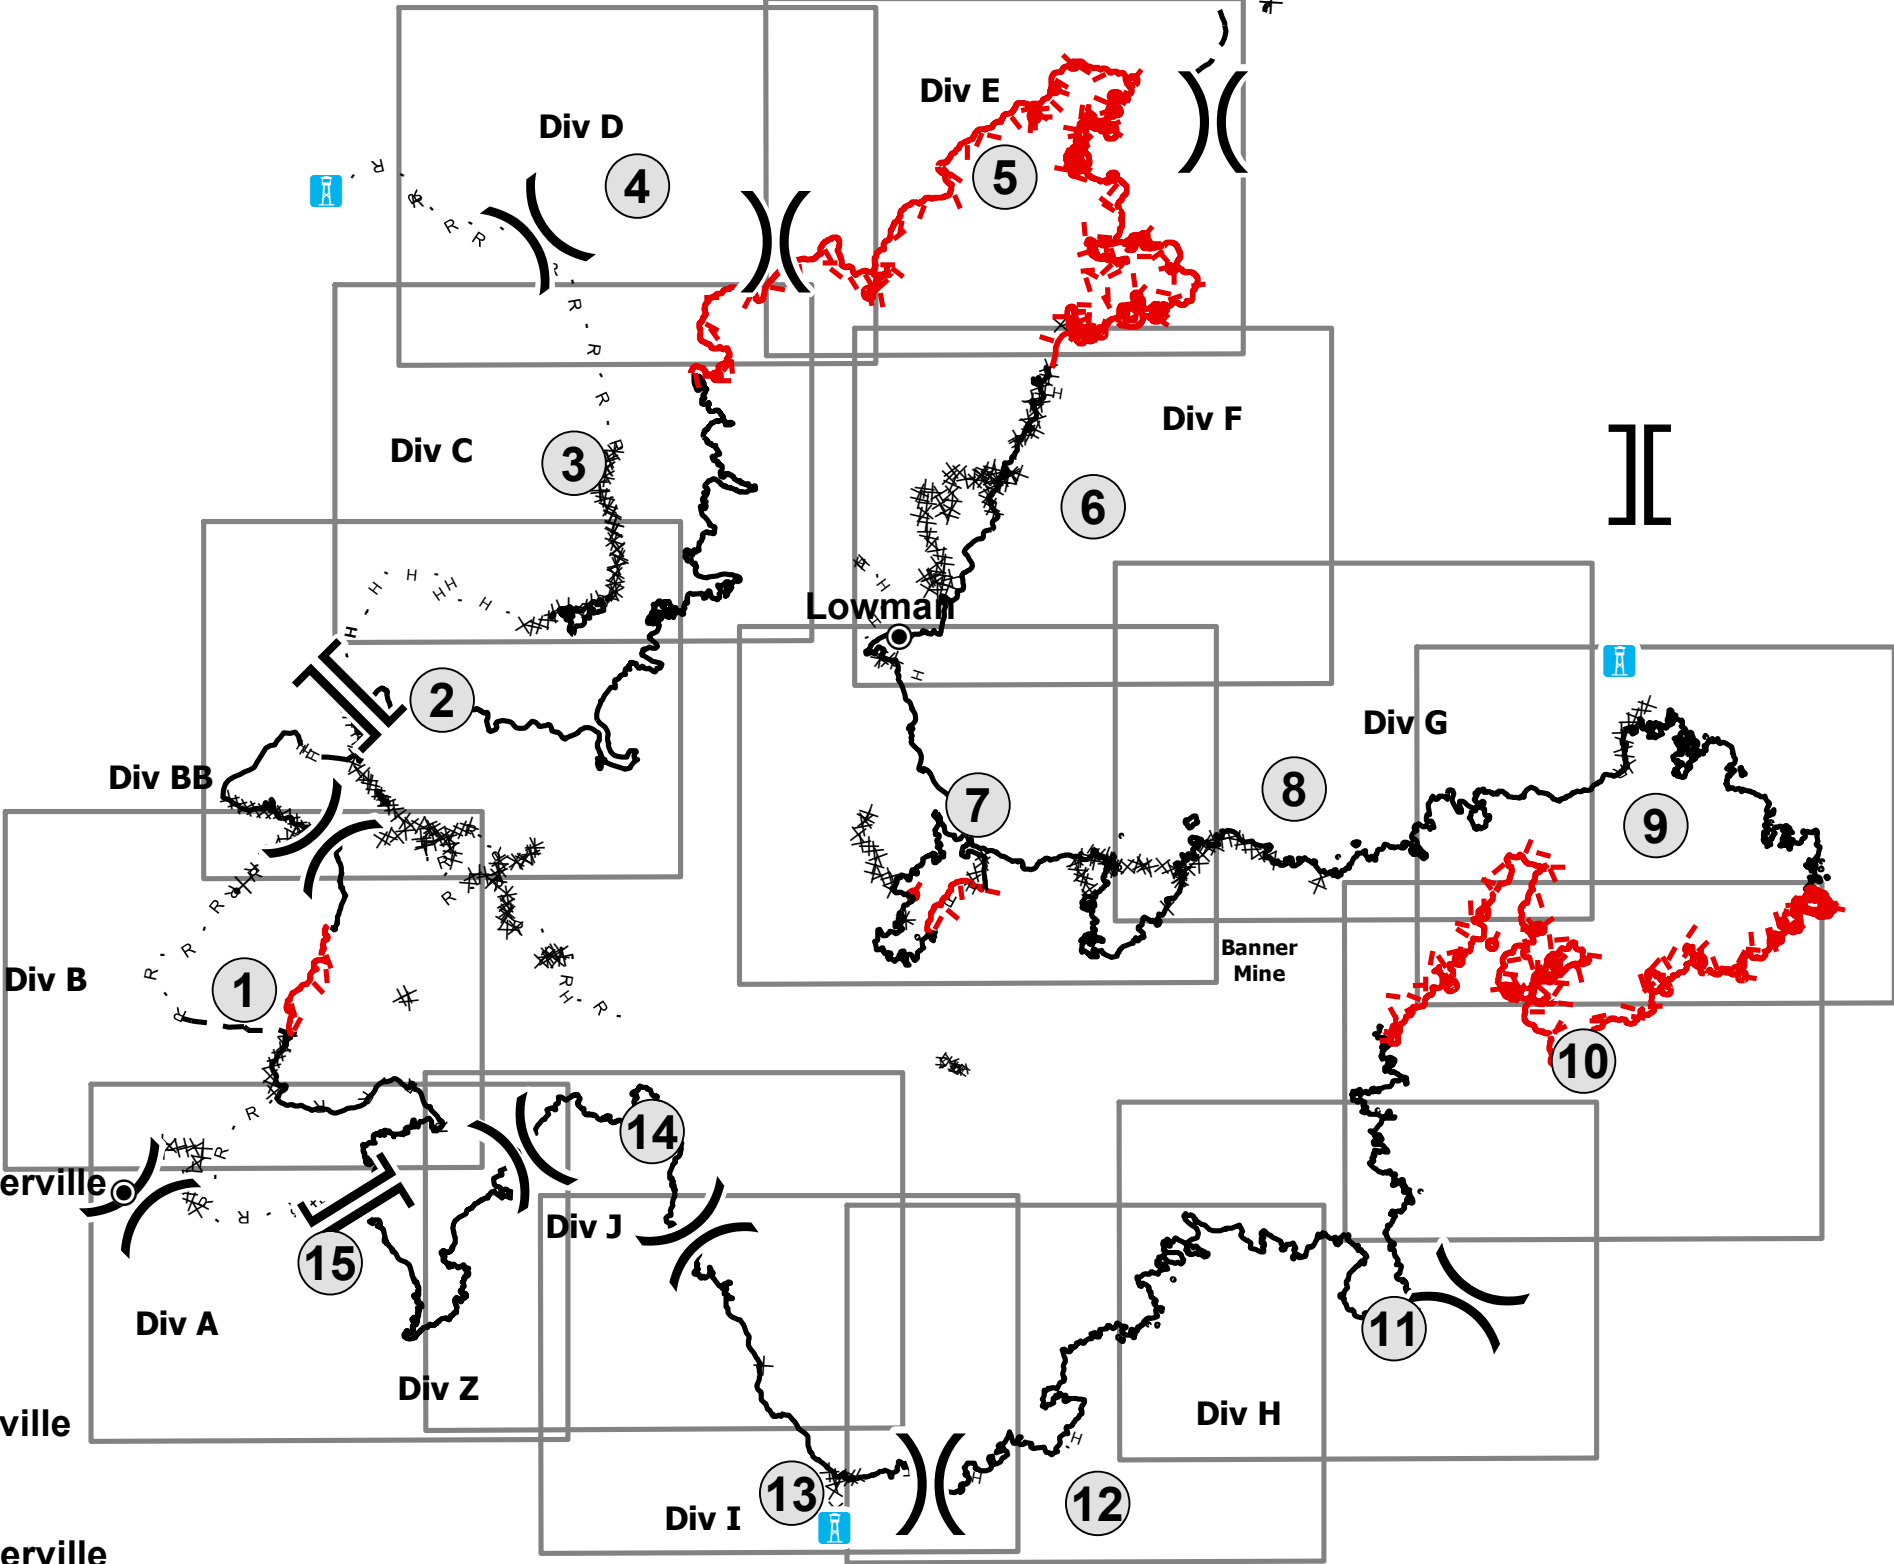 Div E
Div D
4
5
Div F
Div C
3
6
Lowman
2
Div G
Div BB
7
8
9
Banner
Mine
Div B
1
10
14
erville
Div J
15
Div A
11
Div Z
Div H
ville
13
12
Div I
erville